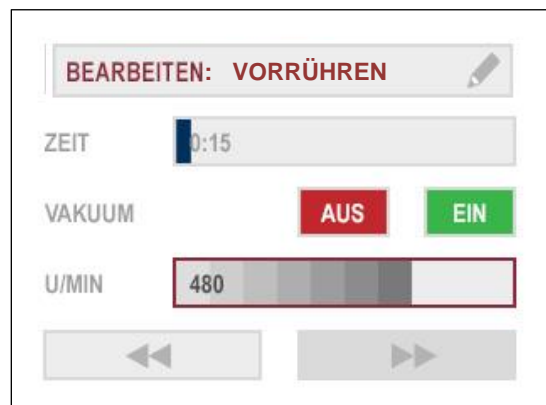 BEARBEITEN: VORRÜHREN
ZEIT 0:15
VAKUUM AUS EIN
U/MIN 480